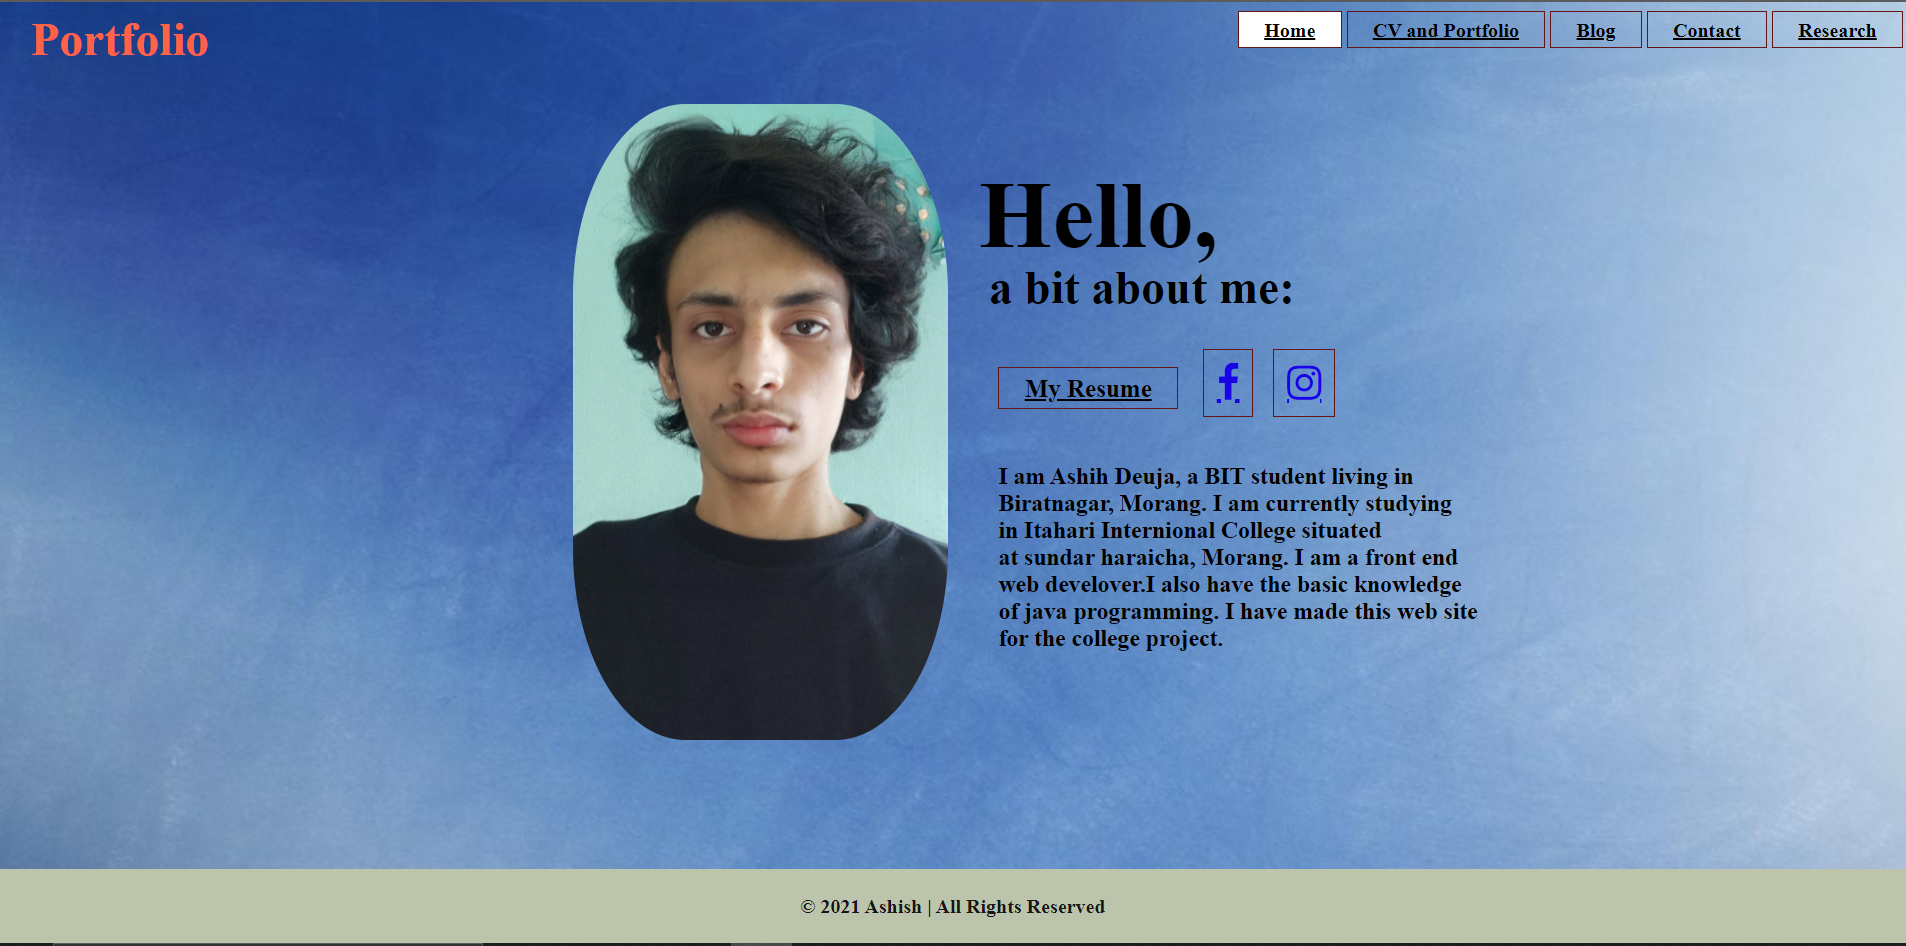 Portfolio
Home
CV and Portfolio
Blog
Contact
Research
Hello,
a bit about me:
My Resume
I am Ashih Deuja, a BIT student living in
Biratnagar, Morang. I am currently studying
in Itahari Internional College situated
at sundar haraicha, Morang. I am a front end
web develover.I also have the basic knowledge
of java programming. I have made this web site
for the college project.
© 2021 Ashish | All Rights Reserved